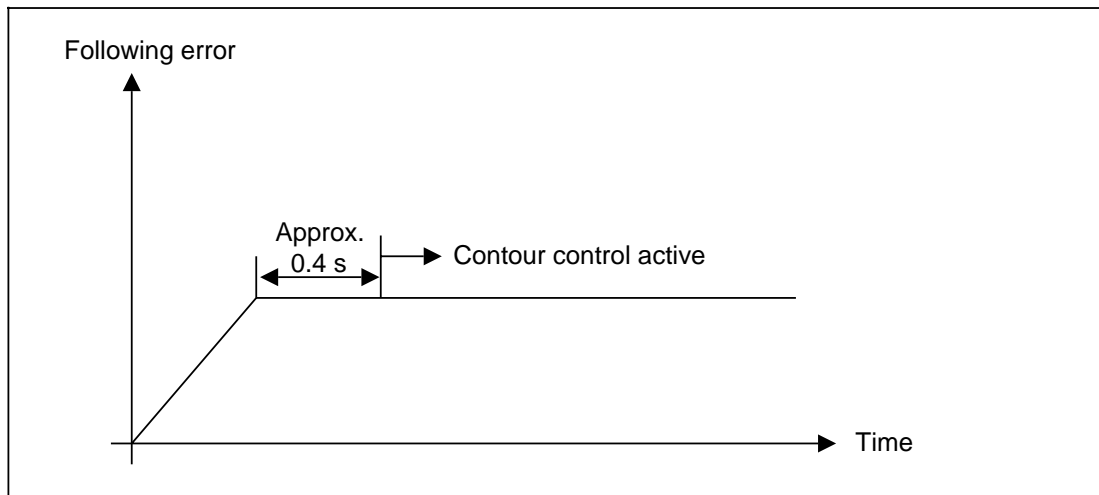 Following error
Approx.
0.4 s
Contour control active
Time